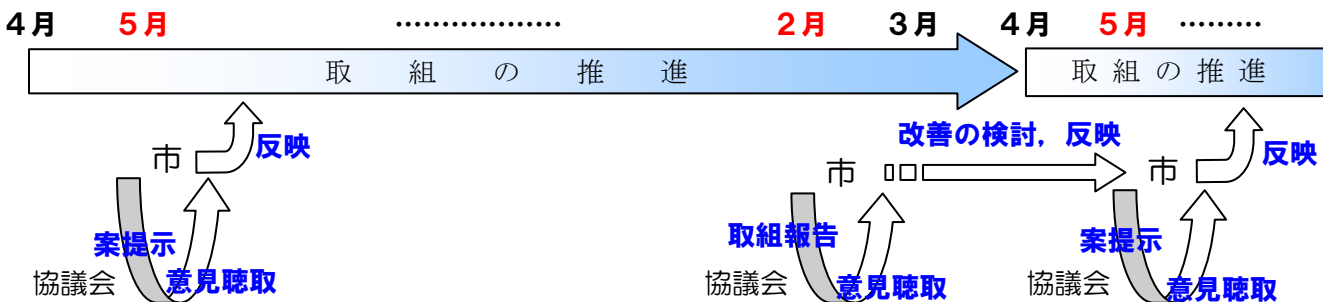 4月 5月 ・・・・・・・・・・・・・・・・・ 2月 3月 4月 5月 ・・・・・・・・・
取組の推進 取組の推進
改善の検討，反映
市 反映 市 市 反映
案提示 取組報告 案提示
協議会 意見聴取 協議会 意見聴取 協議会 意見聴取